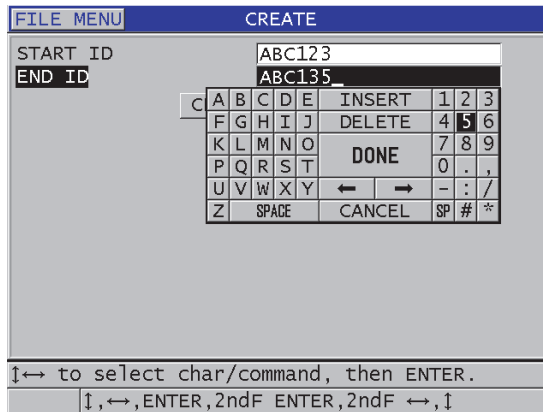 FILE MENU CREATE
START ID ABC123
END ID ABC135_
C
A B C D E INSERT 1 2 3
F G H I J DELETE 4 5 6
K L M N O DONE 7 8 9
P Q R S T 0 . ,
U V W X Y ← → - : /
Z SPACE CANCEL SP # *
↕↔ to select char/command, then ENTER.
↕,↔,ENTER,2ndF ENTER,2ndF ↔,↕